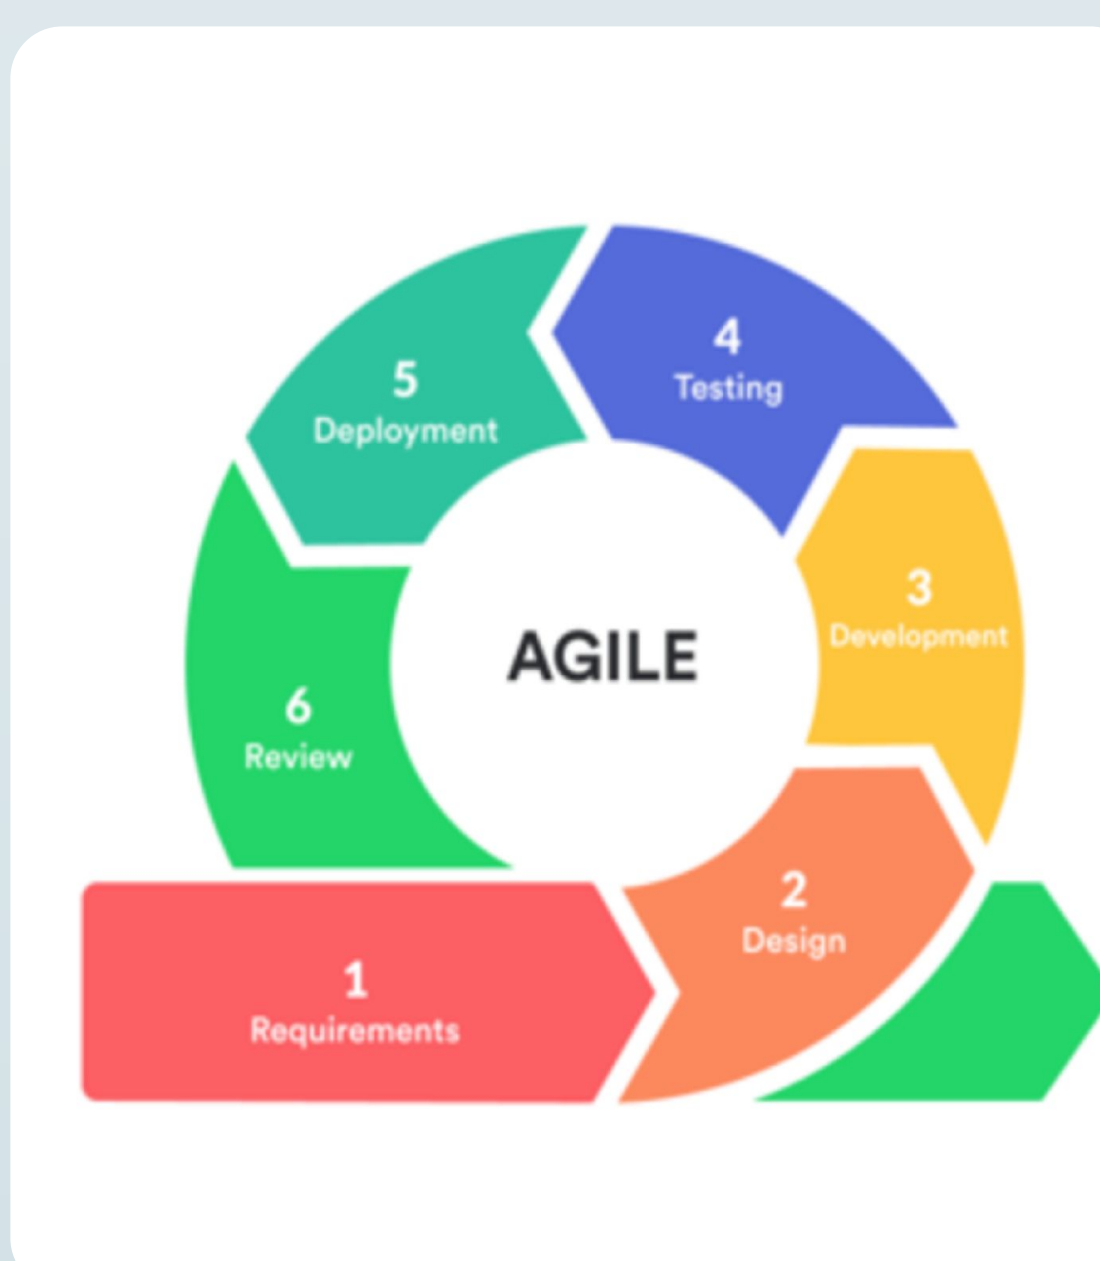 4
Testing
5
Deployment
3
Development
AGILE
6
Review
2
Design
1
Requirements